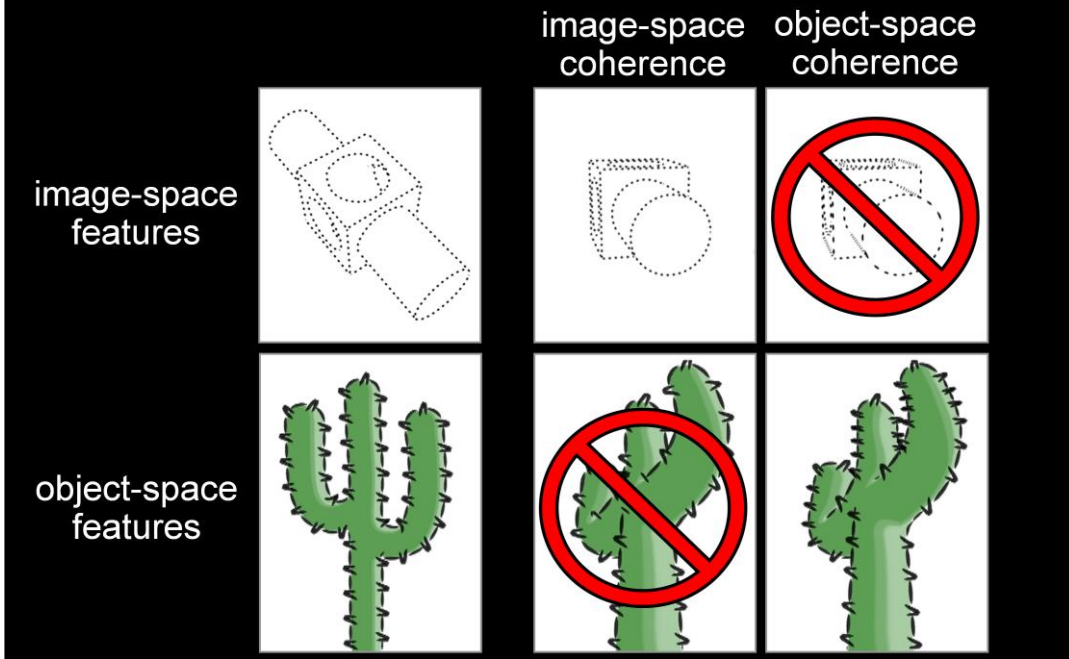 image-space
coherence
object-space
coherence
image-space
features
object-space
features